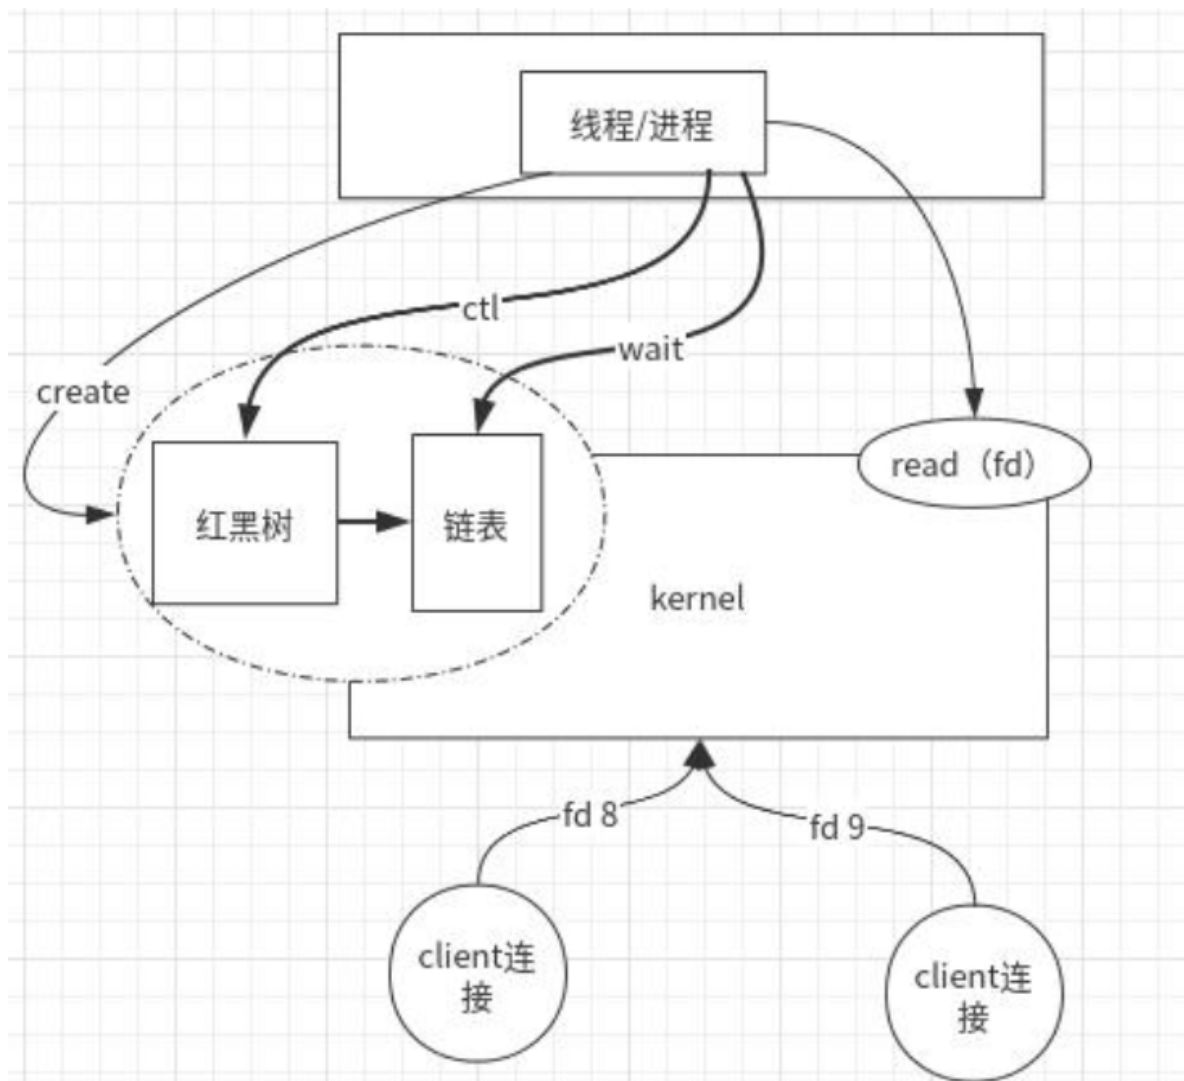 线程/进程
ctl
wait
create
read（fd）
红黑树
链表
kernel
fd 8
fd 9
client连
接
client连
接